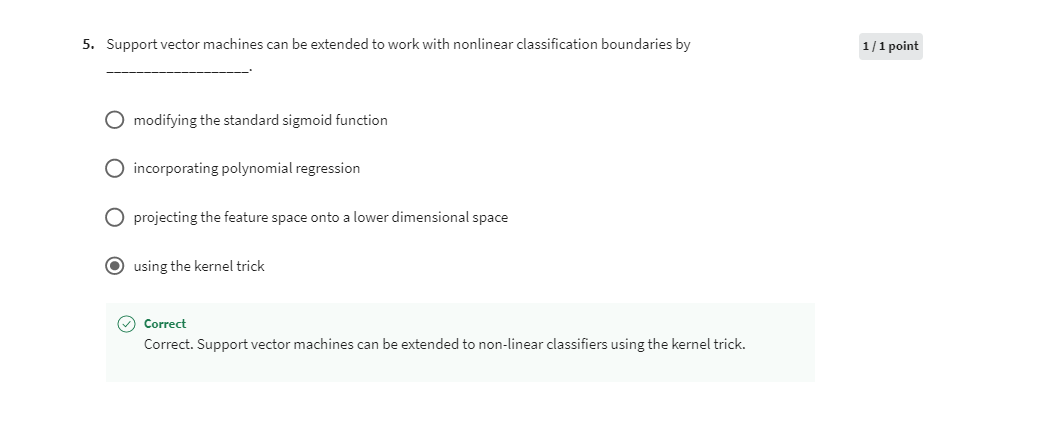 5. Support vector machines can be extended to work with nonlinear classification boundaries by
___________________.
1 / 1 point
modifying the standard sigmoid function
incorporating polynomial regression
projecting the feature space onto a lower dimensional space
using the kernel trick
Correct
Correct. Support vector machines can be extended to non-linear classifiers using the kernel trick.